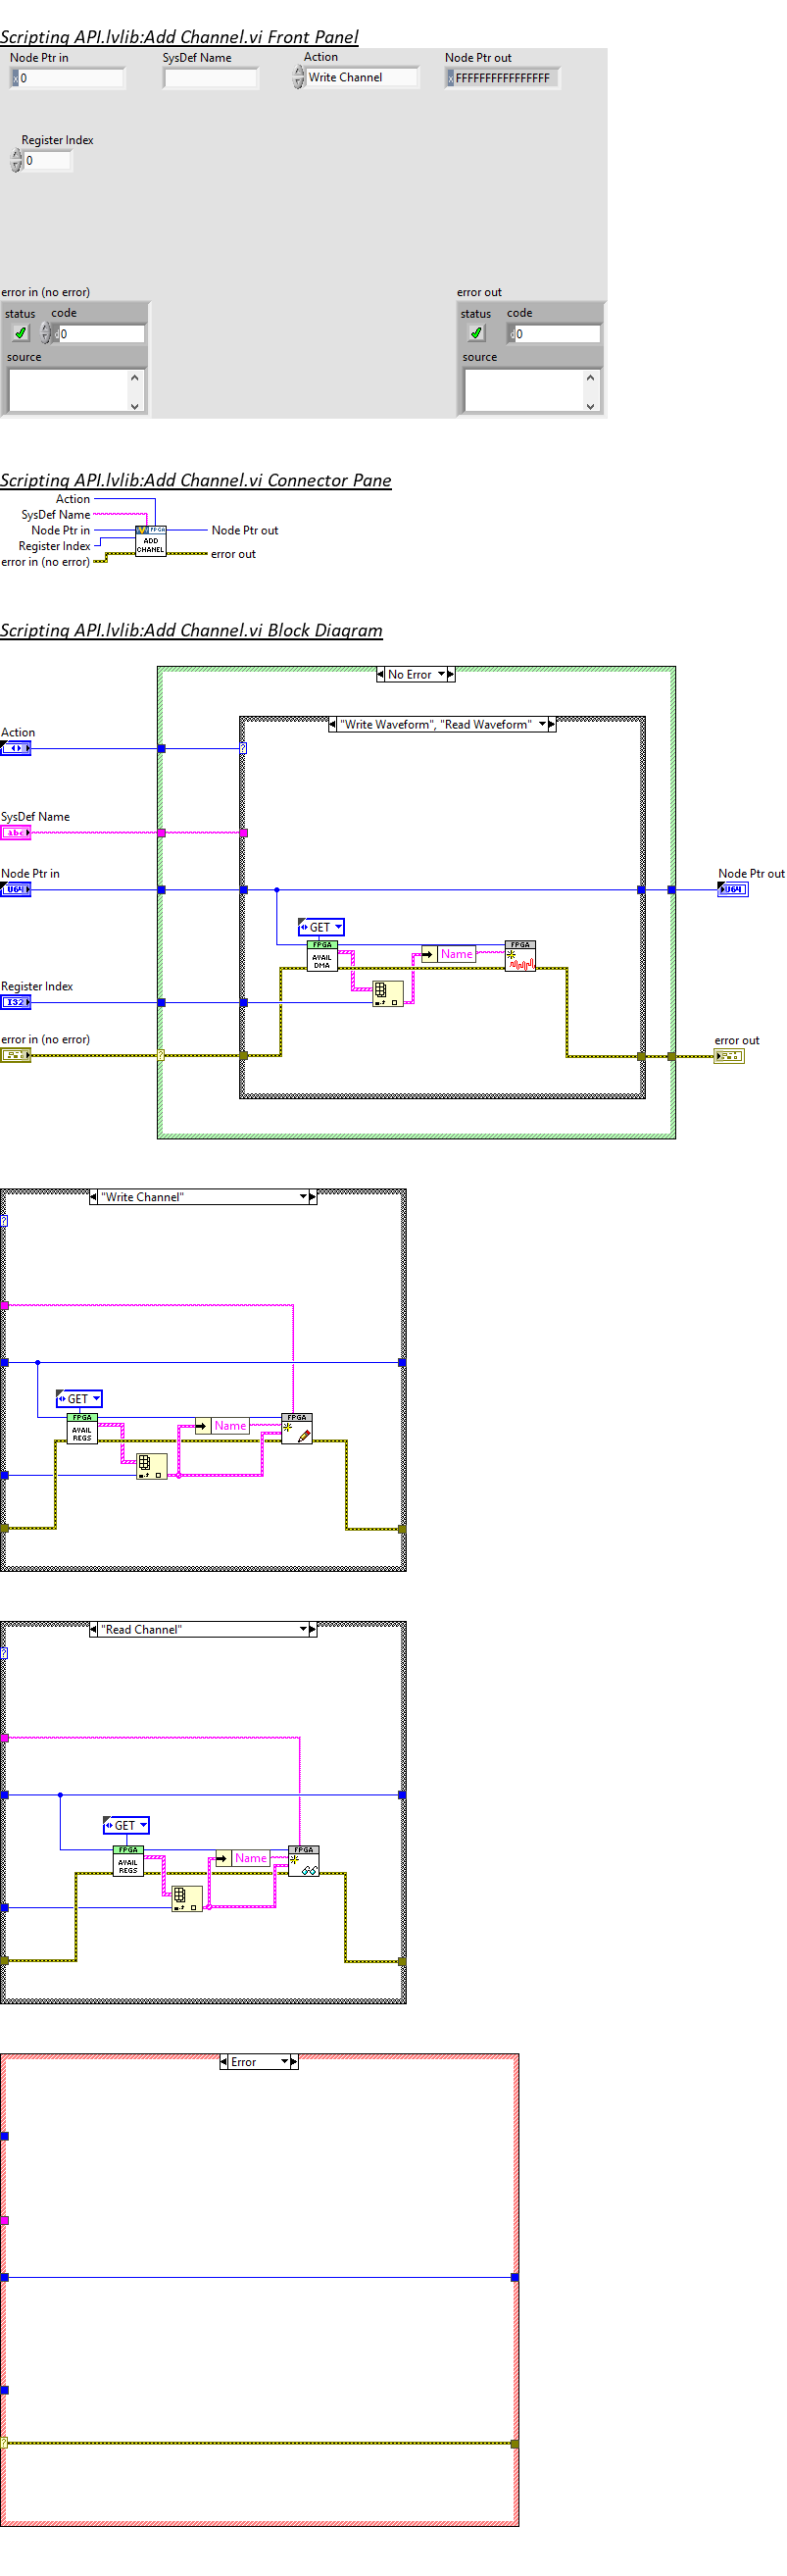 Scripting API.lvlib:Add Channel.vi Front Panel
Node Ptr in
SysDef Name
Action
Node Ptr out
x 0
Write Channel
x FFFFFFFFFFFFFFFF
Register Index
0
error in (no error)
error out
status
code
status
code
0
0
source
source
Scripting API.lvlib:Add Channel.vi Connector Pane
Action
SysDef Name
Node Ptr in
Register Index
error in (no error)
FPGA
ADD
CHANEL
Node Ptr out
error out
Scripting API.lvlib:Add Channel.vi Block Diagram
No Error
"Write Waveform", "Read Waveform"
Action
?
SysDef Name
abc
Node Ptr in
U64
Node Ptr out
U64
GET
FPGA
AVAIL
DMA
Name
FPGA
Register Index
I32
error in (no error)
?
error out
"Write Channel"
?
GET
FPGA
AVAIL
REGS
Name
FPGA
"Read Channel"
?
GET
FPGA
AVAIL
REGS
Name
FPGA
Error
?